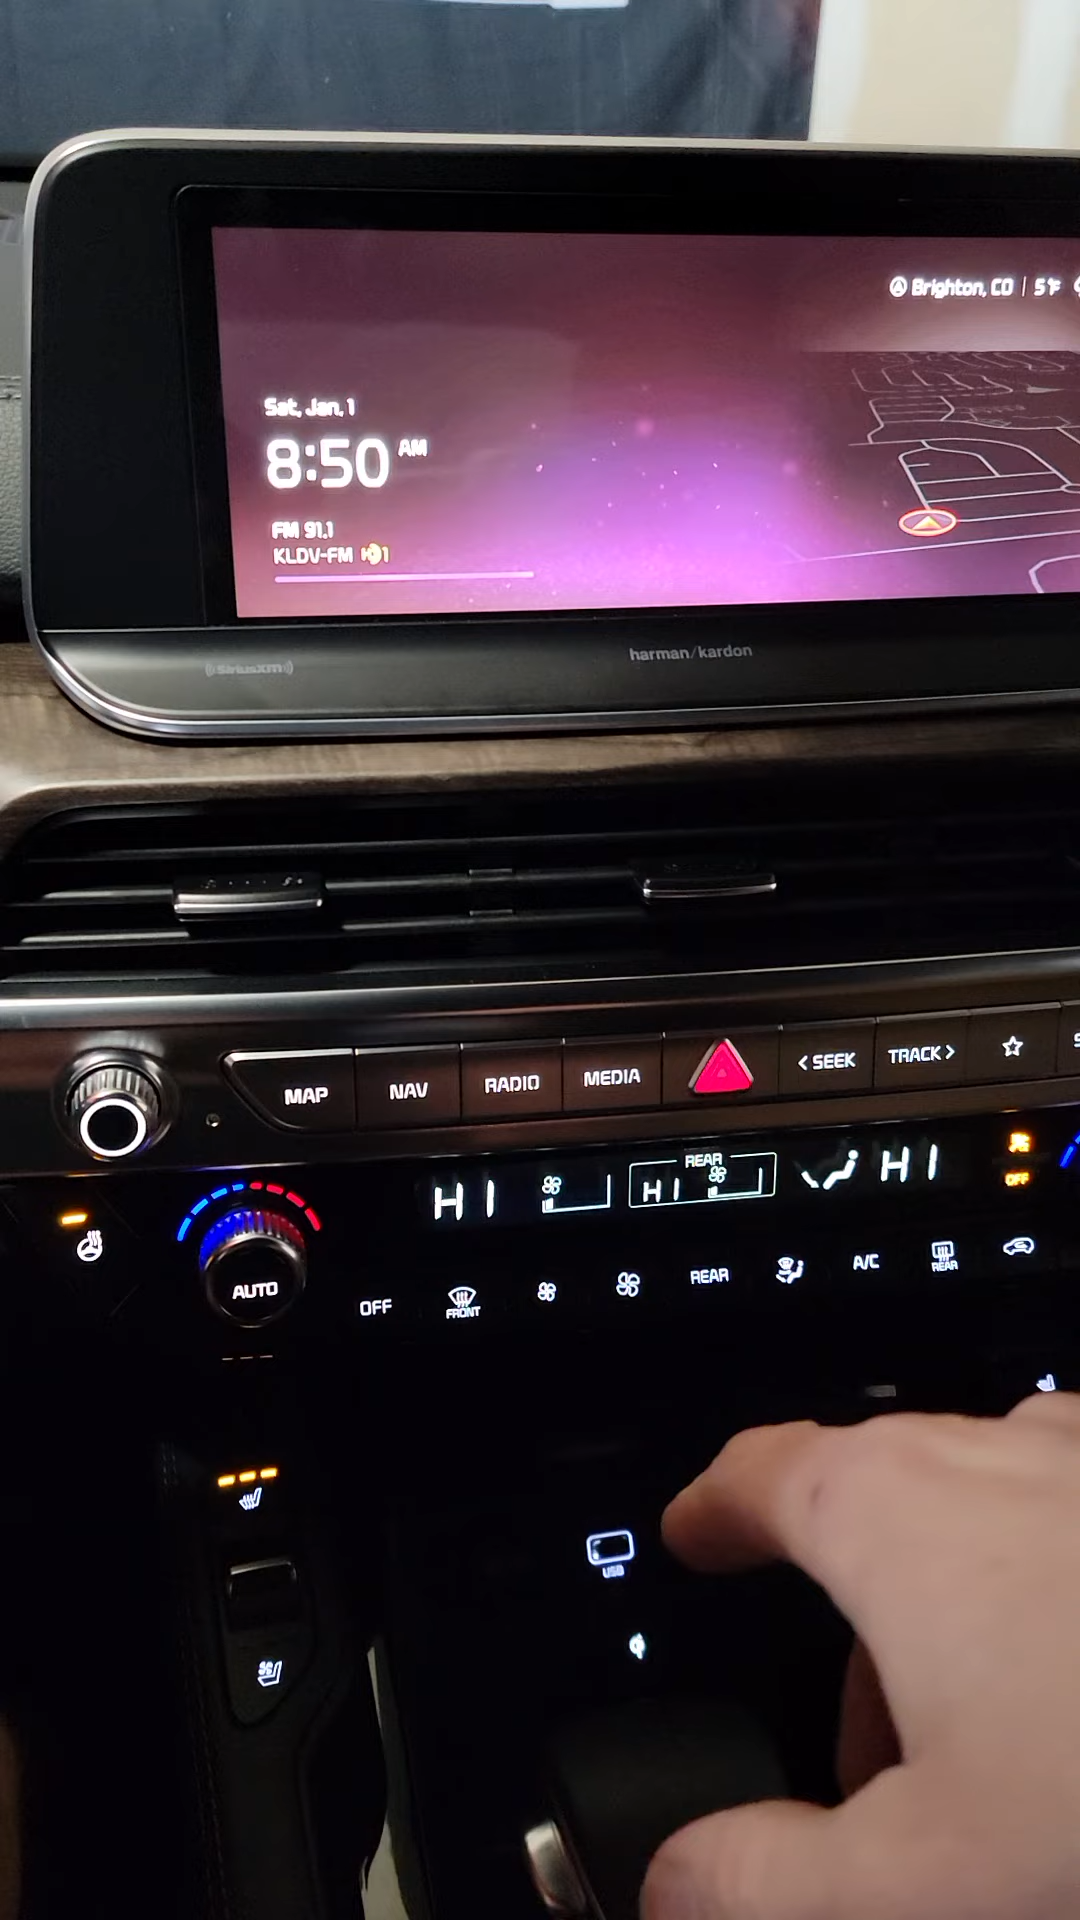 Brighton, CO | 5°F
Sat, Jan, 1
8:50 AM
FM 91.1
KLDV-FM HD1
((SiriusXM))
harman/kardon
MAP
NAV
RADIO
MEDIA
< SEEK
TRACK >
HI
REAR
HI
HI
OFF
AUTO
OFF
FRONT
REAR
A/C
REAR
USB